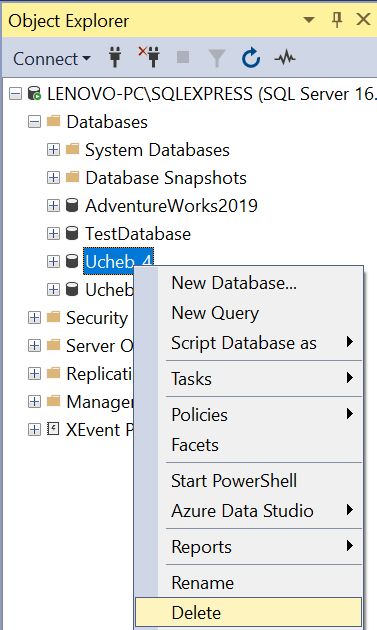 Object Explorer
Connect
LENOVO-PC\SQLEXPRESS (SQL Server 16.
Databases
System Databases
Database Snapshots
AdventureWorks2019
TestDatabase
Ucheb_4
Ucheb
Security
Server O
Replicati
Manager
XEvent P
New Database...
New Query
Script Database as
Tasks
Policies
Facets
Start PowerShell
Azure Data Studio
Reports
Rename
Delete